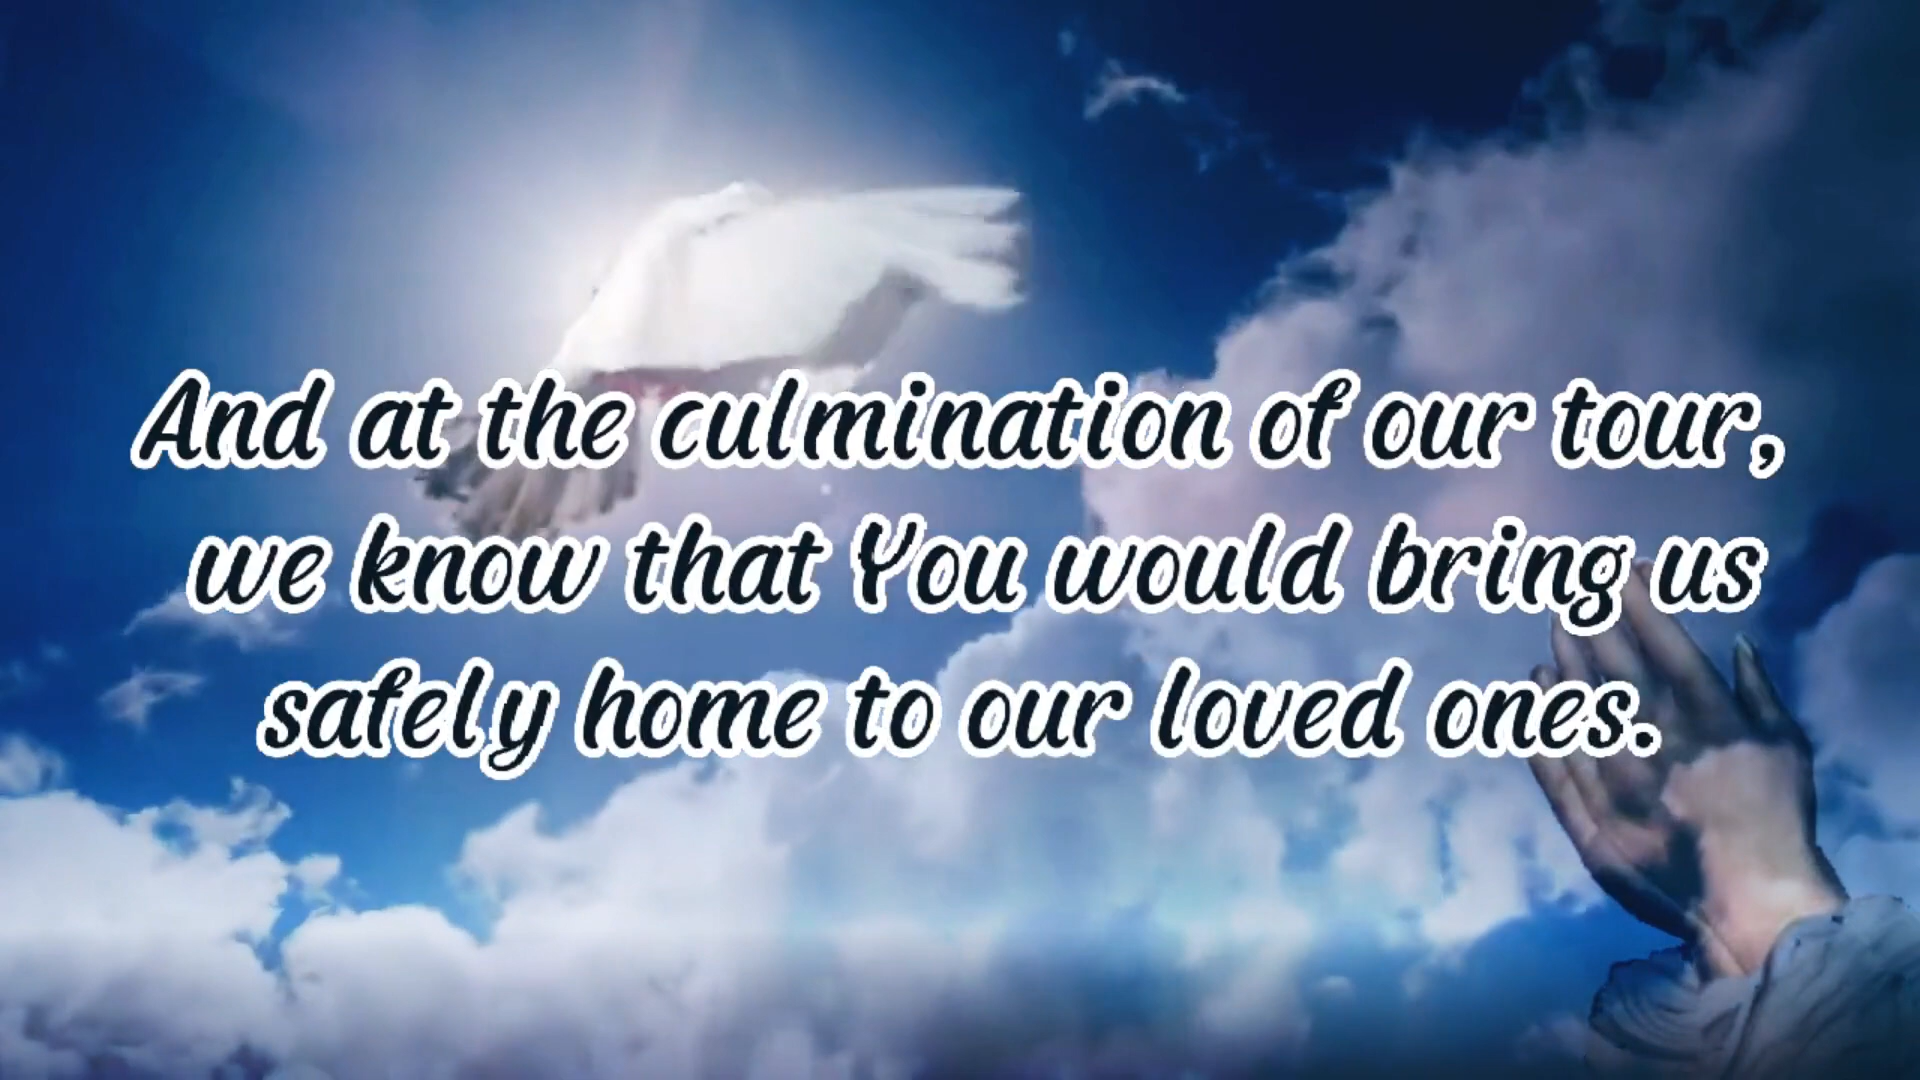 And at the culmination of our tour,
we know that You would bring us
safely home to our loved ones.